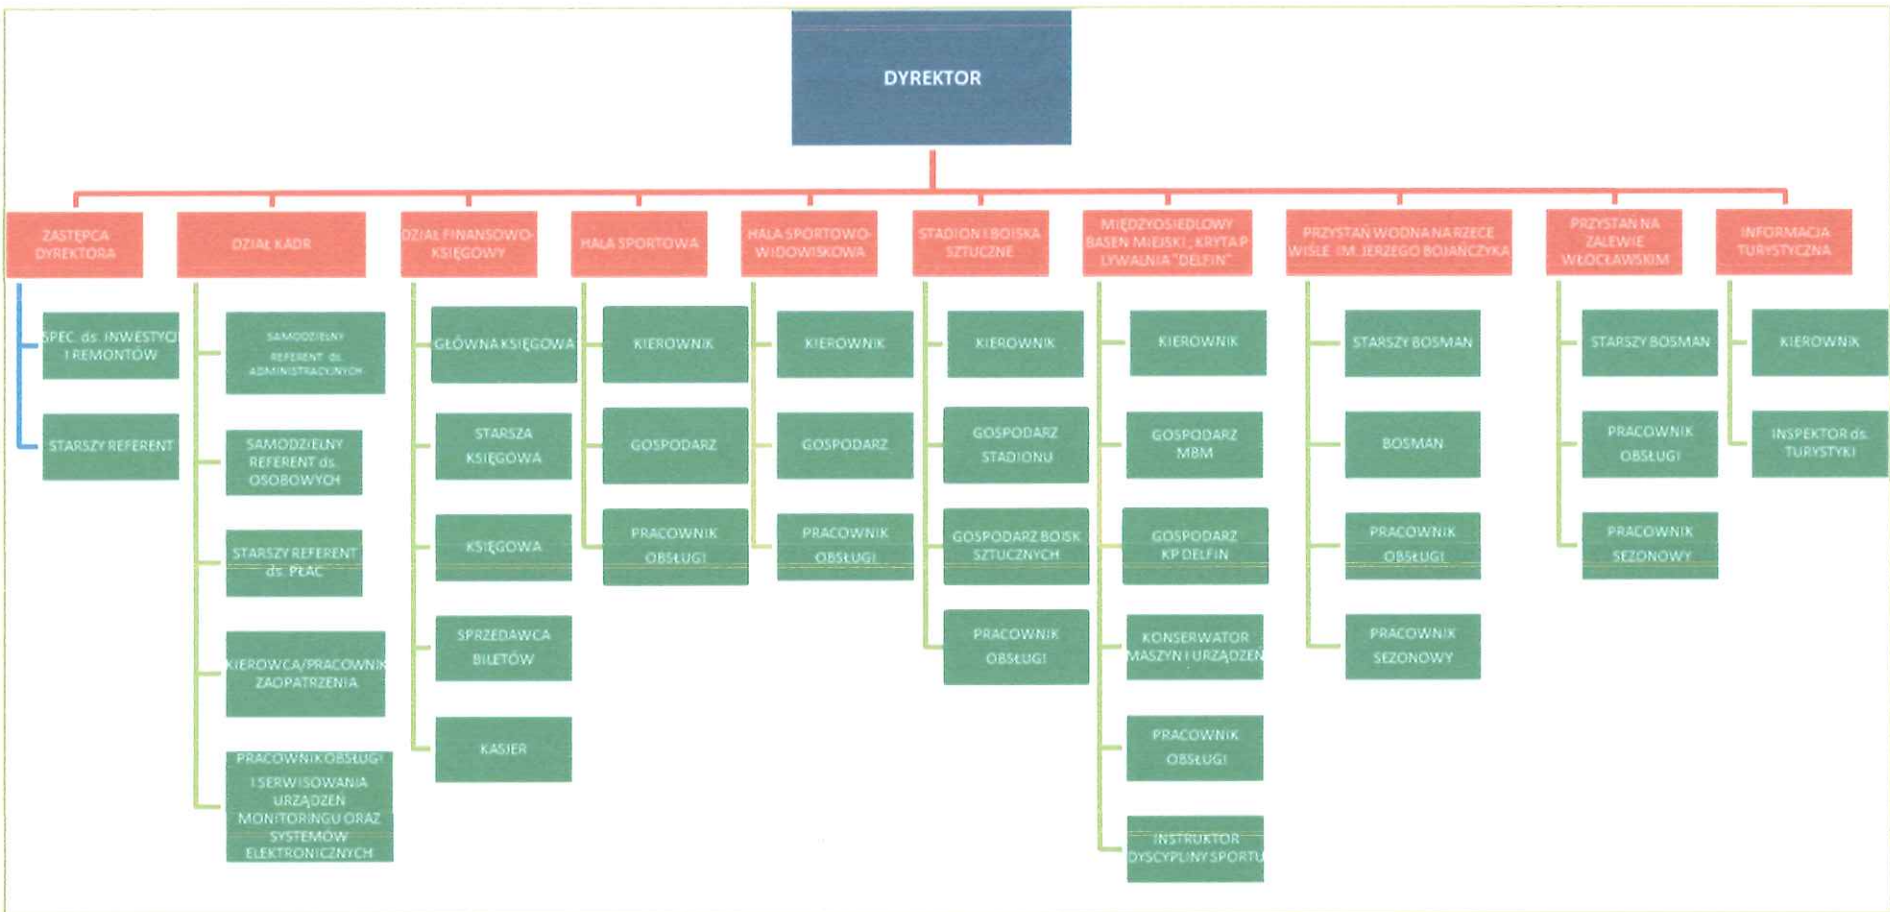 DYREKTOR
ZASTĘPCA
DYREKTORA
DZIAŁ KADR
DZIAŁ FINANSOWO-
KSIĘGOWY
HALA SPORTOWA
HALA SPORTOWO-
WIDOWISKOWA
STADION I BOISKA
SZTUCZNE
MIĘDZYOSIEDLOWY
BASEN MIEJSKI , KRYTA P
ŁYWALNIA "DELFIN"
PRZYSTAŃ WODNA NA RZECE
WIŚLE IM. JERZEGO BOJAŃCZYKA
PRZYSTAŃ NA
ZALEWIE
WŁOCŁAWSKIM
INFORMACJA
TURYSTYCZNA
SPEC. ds. INWESTYCJI
I REMONTÓW
STARSZY REFERENT
SAMODZIELNY
REFERENT ds.
ADMINISTRACYJNYCH
SAMODZIELNY
REFERENT ds.
OSOBOWYCH
STARSZY REFERENT
ds. PŁAC
KIEROWCA/PRACOWNIK
ZAOPATRZENIA
PRACOWNIK OBSŁUGI
I SERWISOWANIA
URZĄDZEŃ
MONITORINGU ORAZ
SYSTEMÓW
ELEKTRONICZNYCH
GŁÓWNA KSIĘGOWA
STARSZA
KSIĘGOWA
KSIĘGOWA
SPRZEDAWCA
BILETÓW
KASJER
KIEROWNIK
GOSPODARZ
PRACOWNIK
OBSŁUGI
KIEROWNIK
GOSPODARZ
PRACOWNIK
OBSŁUGI
KIEROWNIK
GOSPODARZ
STADIONU
GOSPODARZ BOISK
SZTUCZNYCH
PRACOWNIK
OBSŁUGI
KIEROWNIK
GOSPODARZ
MBM
GOSPODARZ
KP DELFIN
KONSERWATOR
MASZYN I URZĄDZEŃ
PRACOWNIK
OBSŁUGI
INSTRUKTOR
DYSCYPLINY SPORTU
STARSZY BOSMAN
BOSMAN
PRACOWNIK
OBSŁUGI
PRACOWNIK
SEZONOWY
STARSZY BOSMAN
PRACOWNIK
OBSŁUGI
PRACOWNIK
SEZONOWY
KIEROWNIK
INSPEKTOR ds.
TURYSTYKI